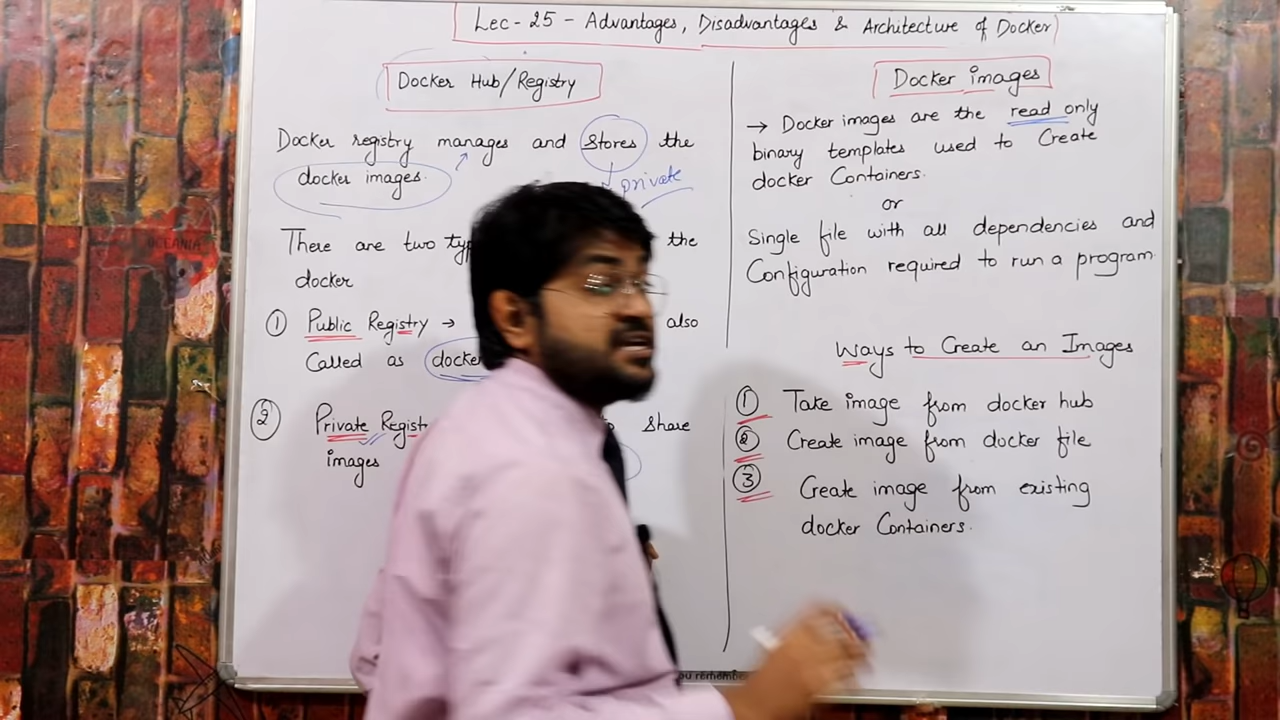 Lec - 25 - Advantages, Disadvantages & Architecture of Docker
Docker Hub/Registry
Docker registry manages and stores the
docker images.
private
There are two the
docker
① Public Registry → also
Called as
② Private share
images
Docker images
→ Docker images are the read only
binary templates used to Create
docker Containers.
or
Single file with all dependencies and
Configuration required to run a program.
Ways to Create an Images
① Take image from docker hub
② Create image from docker file
③ Create image from existing
docker Containers.
OCEANIA